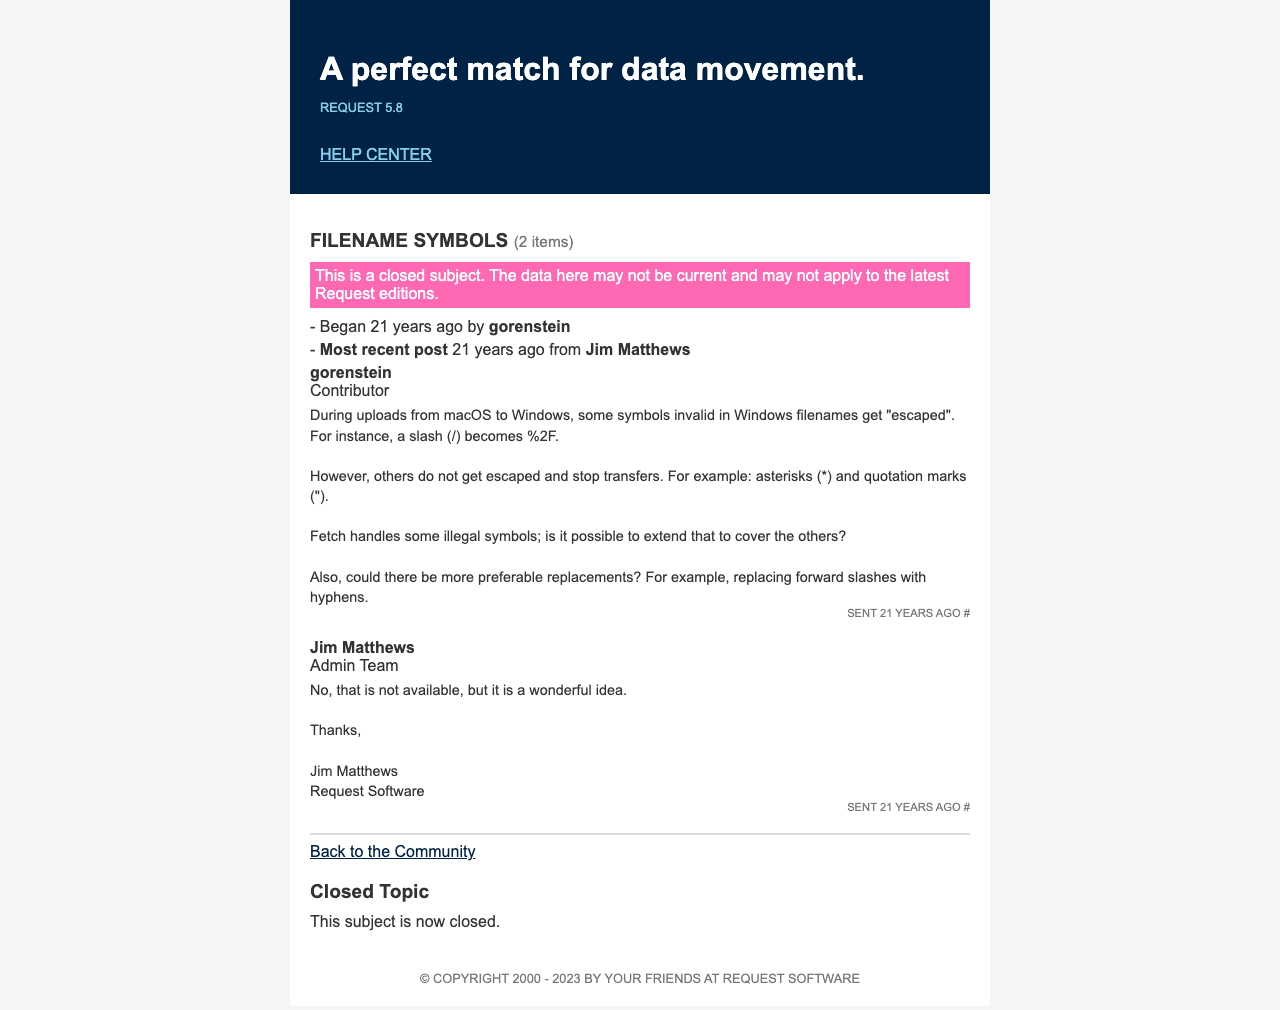 A perfect match for data movement.
REQUEST 5.8
HELP CENTER
FILENAME SYMBOLS (2 items)
This is a closed subject. The data here may not be current and may not apply to the latest
Request editions.
- Began 21 years ago by gorenstein
- Most recent post 21 years ago from Jim Matthews
gorenstein
Contributor
During uploads from macOS to Windows, some symbols invalid in Windows filenames get "escaped".
For instance, a slash (/) becomes %2F.
However, others do not get escaped and stop transfers. For example: asterisks (*) and quotation marks
(").
Fetch handles some illegal symbols; is it possible to extend that to cover the others?
Also, could there be more preferable replacements? For example, replacing forward slashes with
hyphens.
SENT 21 YEARS AGO #
Jim Matthews
Admin Team
No, that is not available, but it is a wonderful idea.
Thanks,
Jim Matthews
Request Software
SENT 21 YEARS AGO #
Back to the Community
Closed Topic
This subject is now closed.
© COPYRIGHT 2000 - 2023 BY YOUR FRIENDS AT REQUEST SOFTWARE